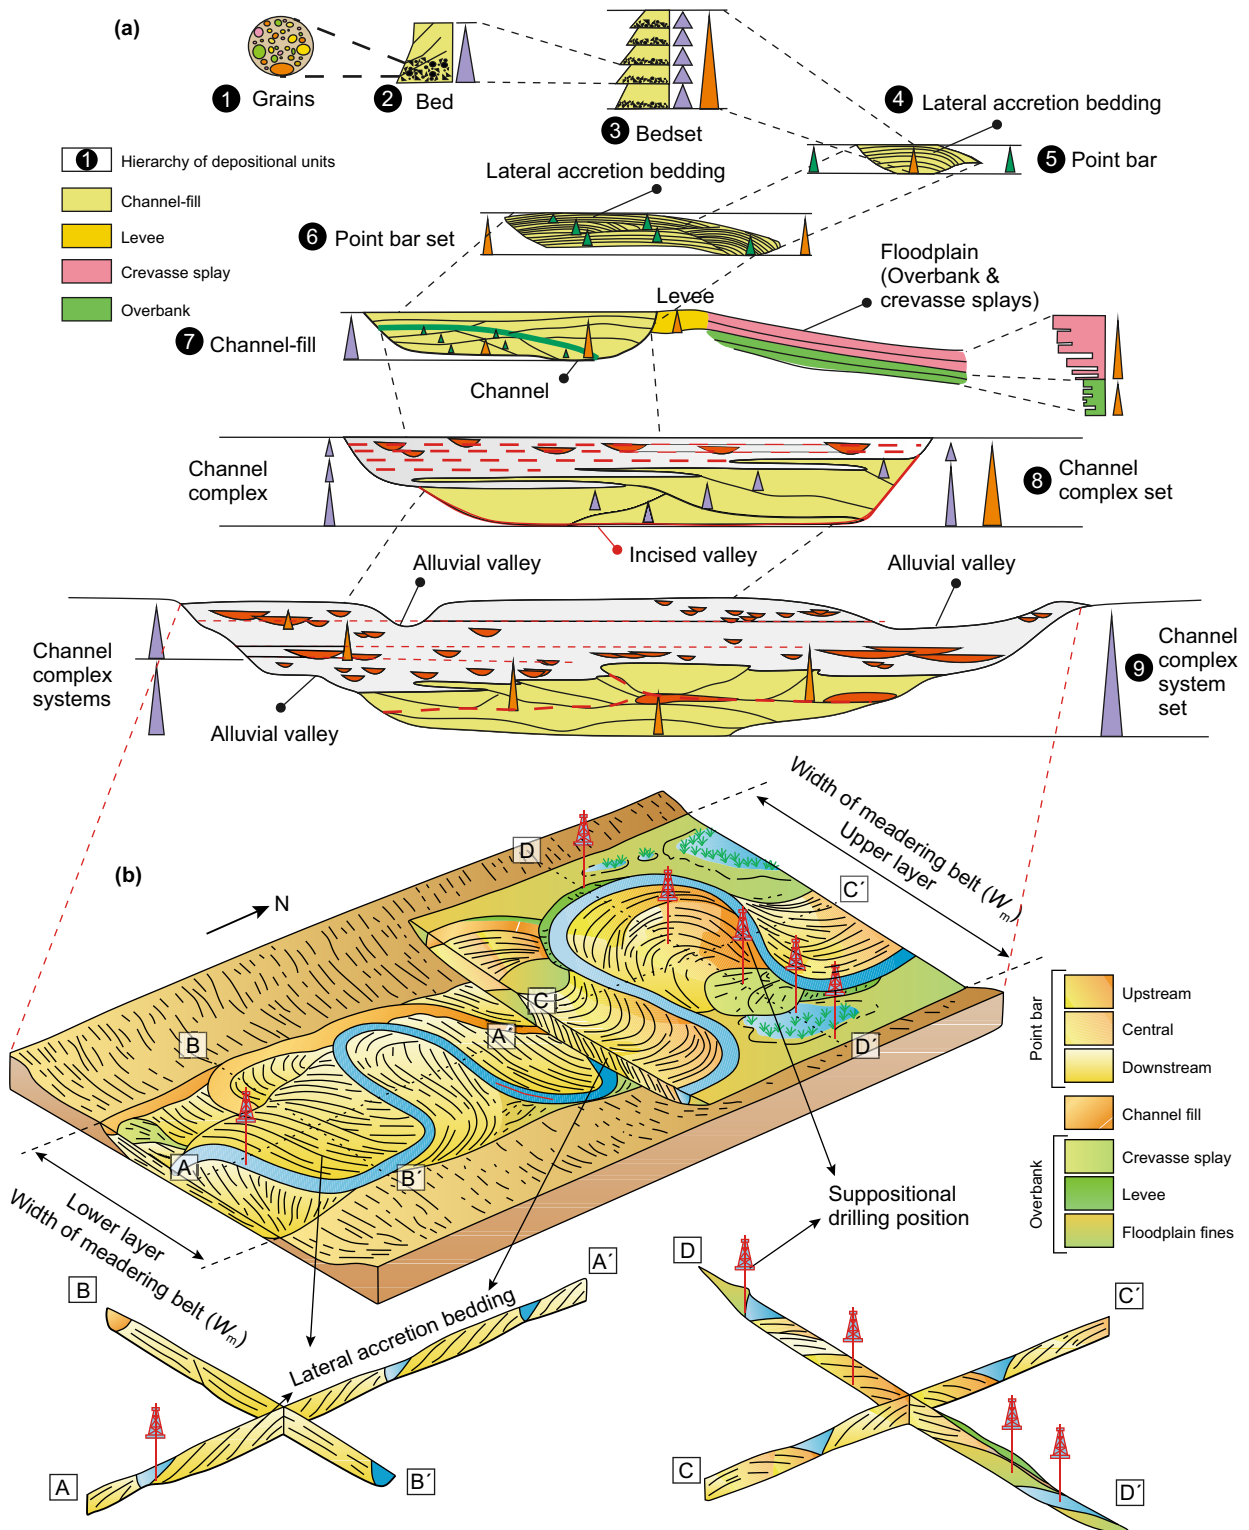 (a)
1 Grains
2 Bed
3 Bedset
4 Lateral accretion bedding
5 Point bar
1 Hierarchy of depositional units
Channel-fill
Levee
Crevasse splay
Overbank
Lateral accretion bedding
6 Point bar set
Floodplain
(Overbank &
crevasse splays)
Levee
7 Channel-fill
Channel
Channel
complex
8 Channel
complex set
Incised valley
Alluvial valley
Alluvial valley
Channel
complex
systems
9 Channel
complex
system
set
Alluvial valley
(b)
N
Width of meadering belt (Wm)
Upper layer
D
C´
C
A´
B
D´
A
B´
Lower layer
Width of meadering belt (Wm)
Point bar
Upstream
Central
Downstream
Channel fill
Overbank
Crevasse splay
Levee
Floodplain fines
Suppositional
drilling position
Lateral accretion bedding
B
A´
A
B´
D
C´
C
D´